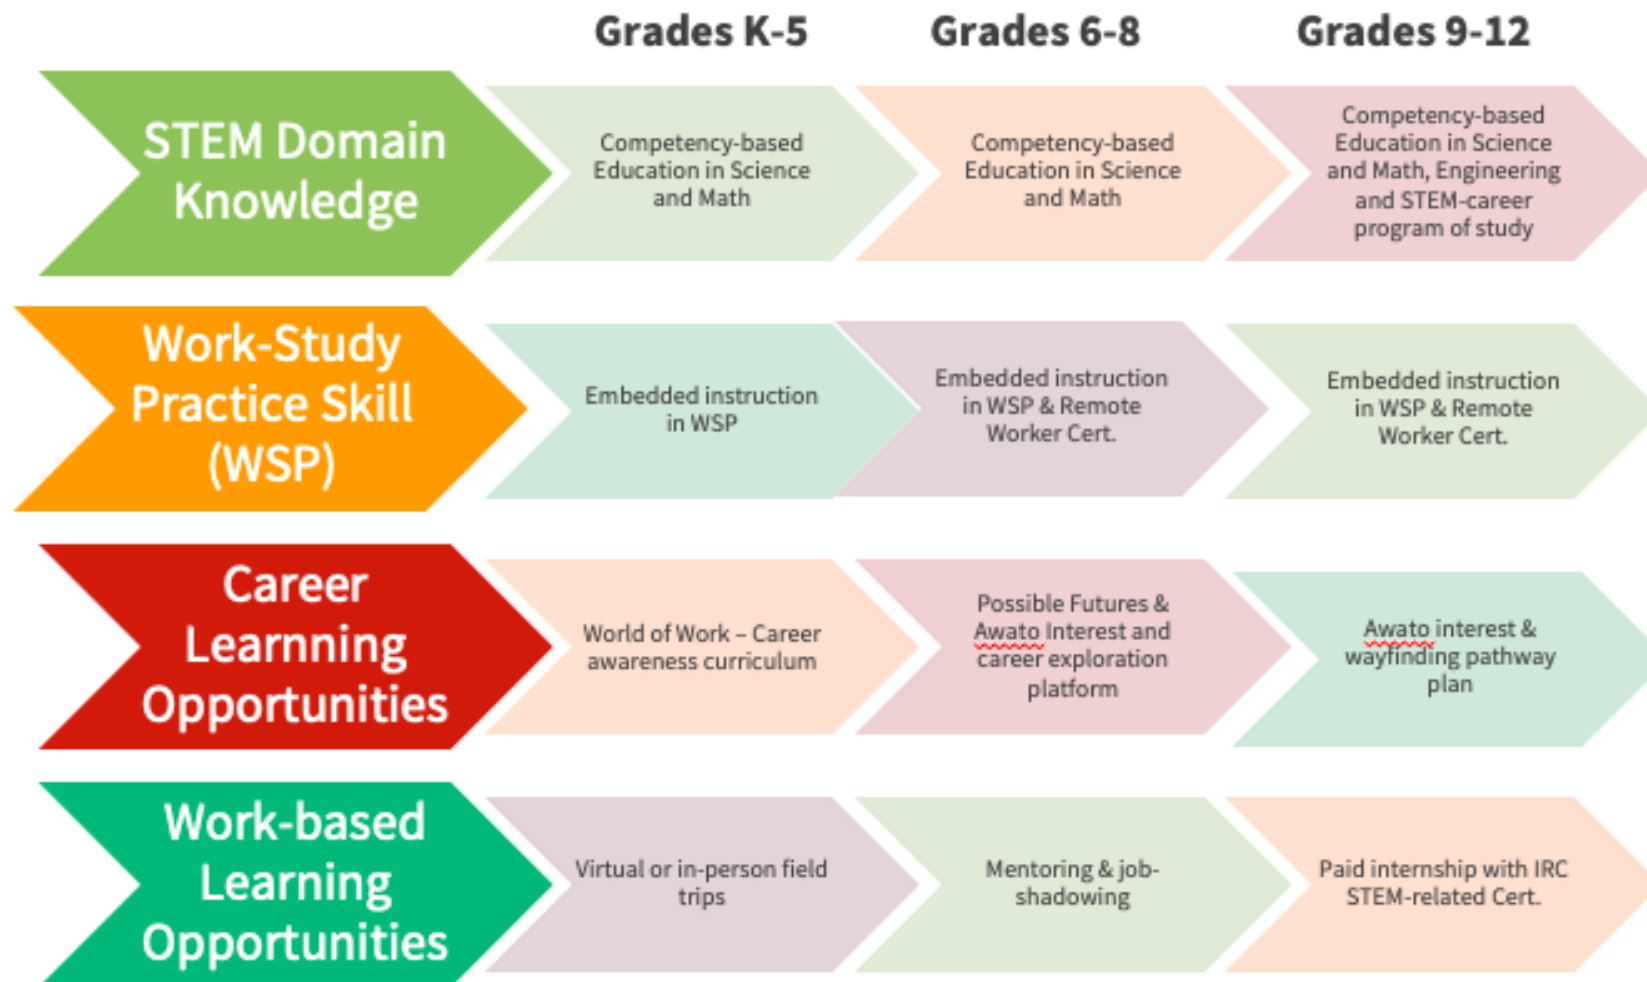 Grades K-5
Grades 6-8
Grades 9-12
STEM Domain
Knowledge
Competency-based
Education in Science
and Math
Competency-based
Education in Science
and Math
Competency-based
Education in Science
and Math, Engineering
and STEM-career
program of study
Work-Study
Practice Skill
(WSP)
Embedded instruction
in WSP
Embedded instruction
in WSP & Remote
Worker Cert.
Embedded instruction
in WSP & Remote
Worker Cert.
Career
Learnning
Opportunities
World of Work – Career
awareness curriculum
Possible Futures &
Awato Interest and
career exploration
platform
Awato interest &
wayfinding pathway
plan
Work-based
Learning
Opportunities
Virtual or in-person field
trips
Mentoring & job-
shadowing
Paid internship with IRC
STEM-related Cert.